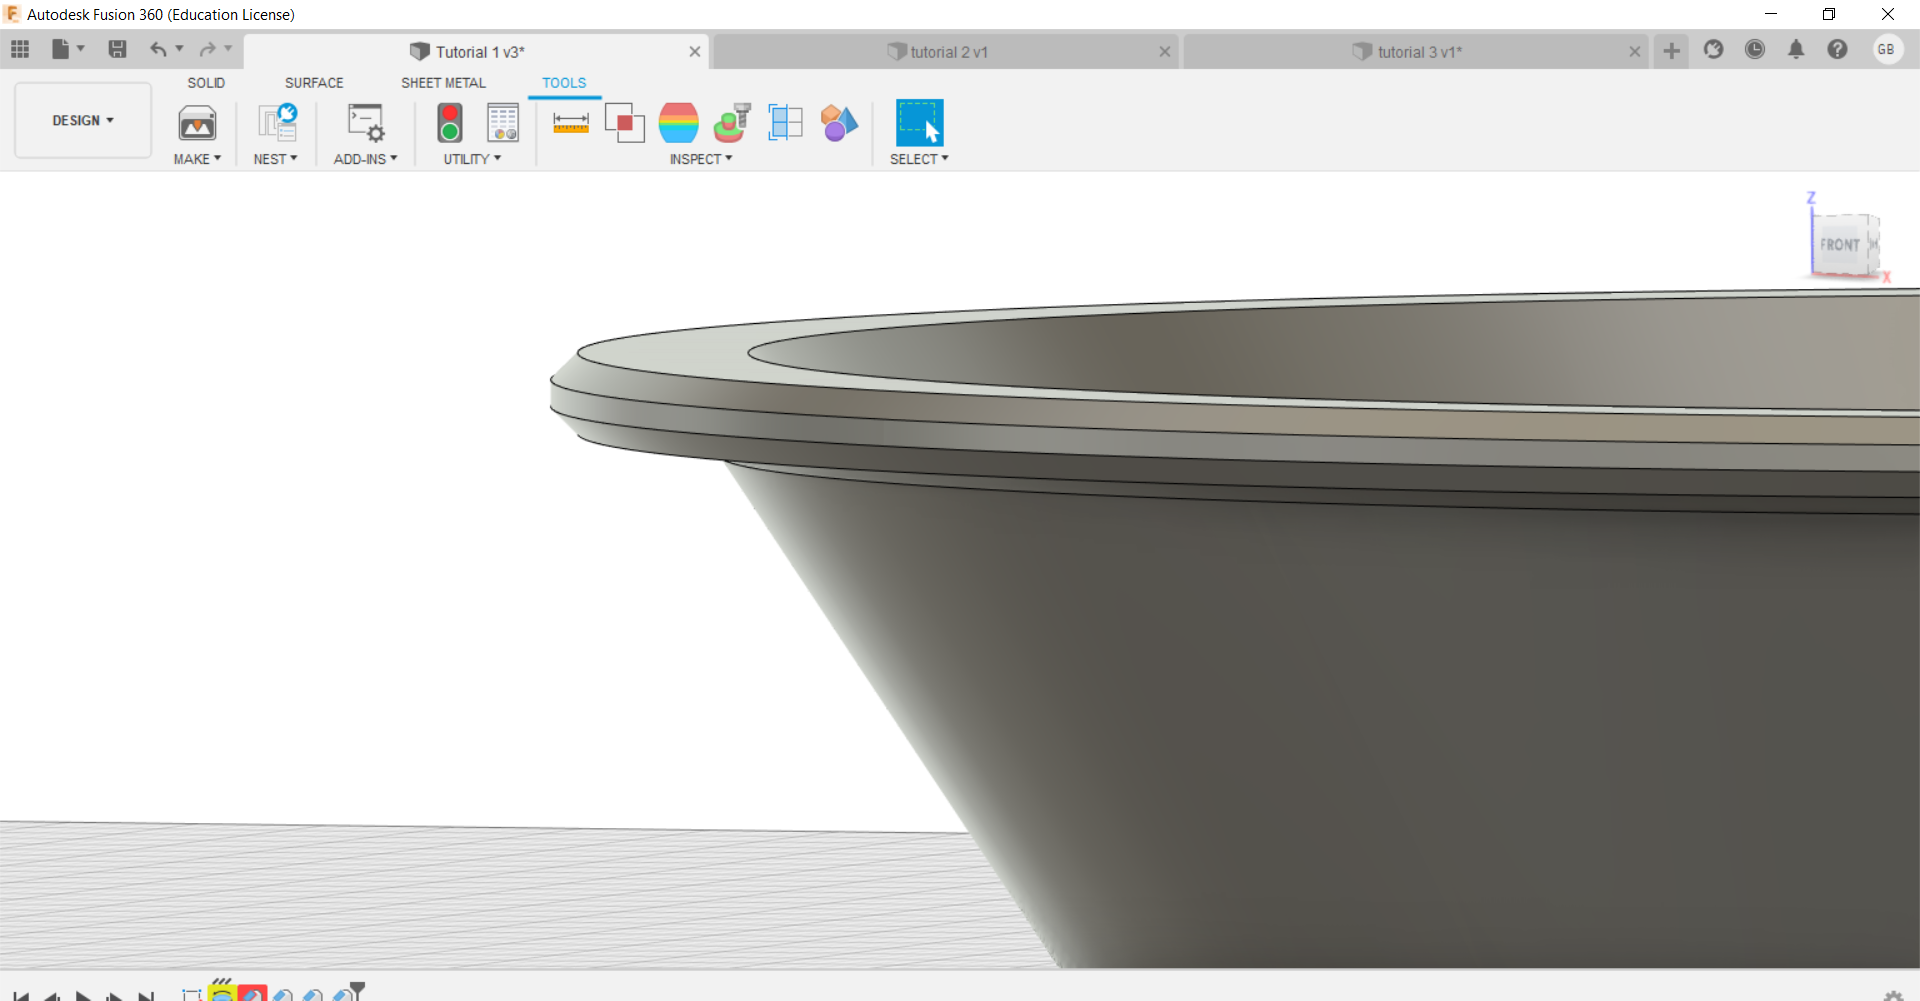 Autodesk Fusion 360 (Education License)
Tutorial 1 v3*
tutorial 2 v1
tutorial 3 v1*
GB
SOLID
SURFACE
SHEET METAL
TOOLS
DESIGN
MAKE
NEST
ADD-INS
UTILITY
INSPECT
SELECT
Z
FRONT
X